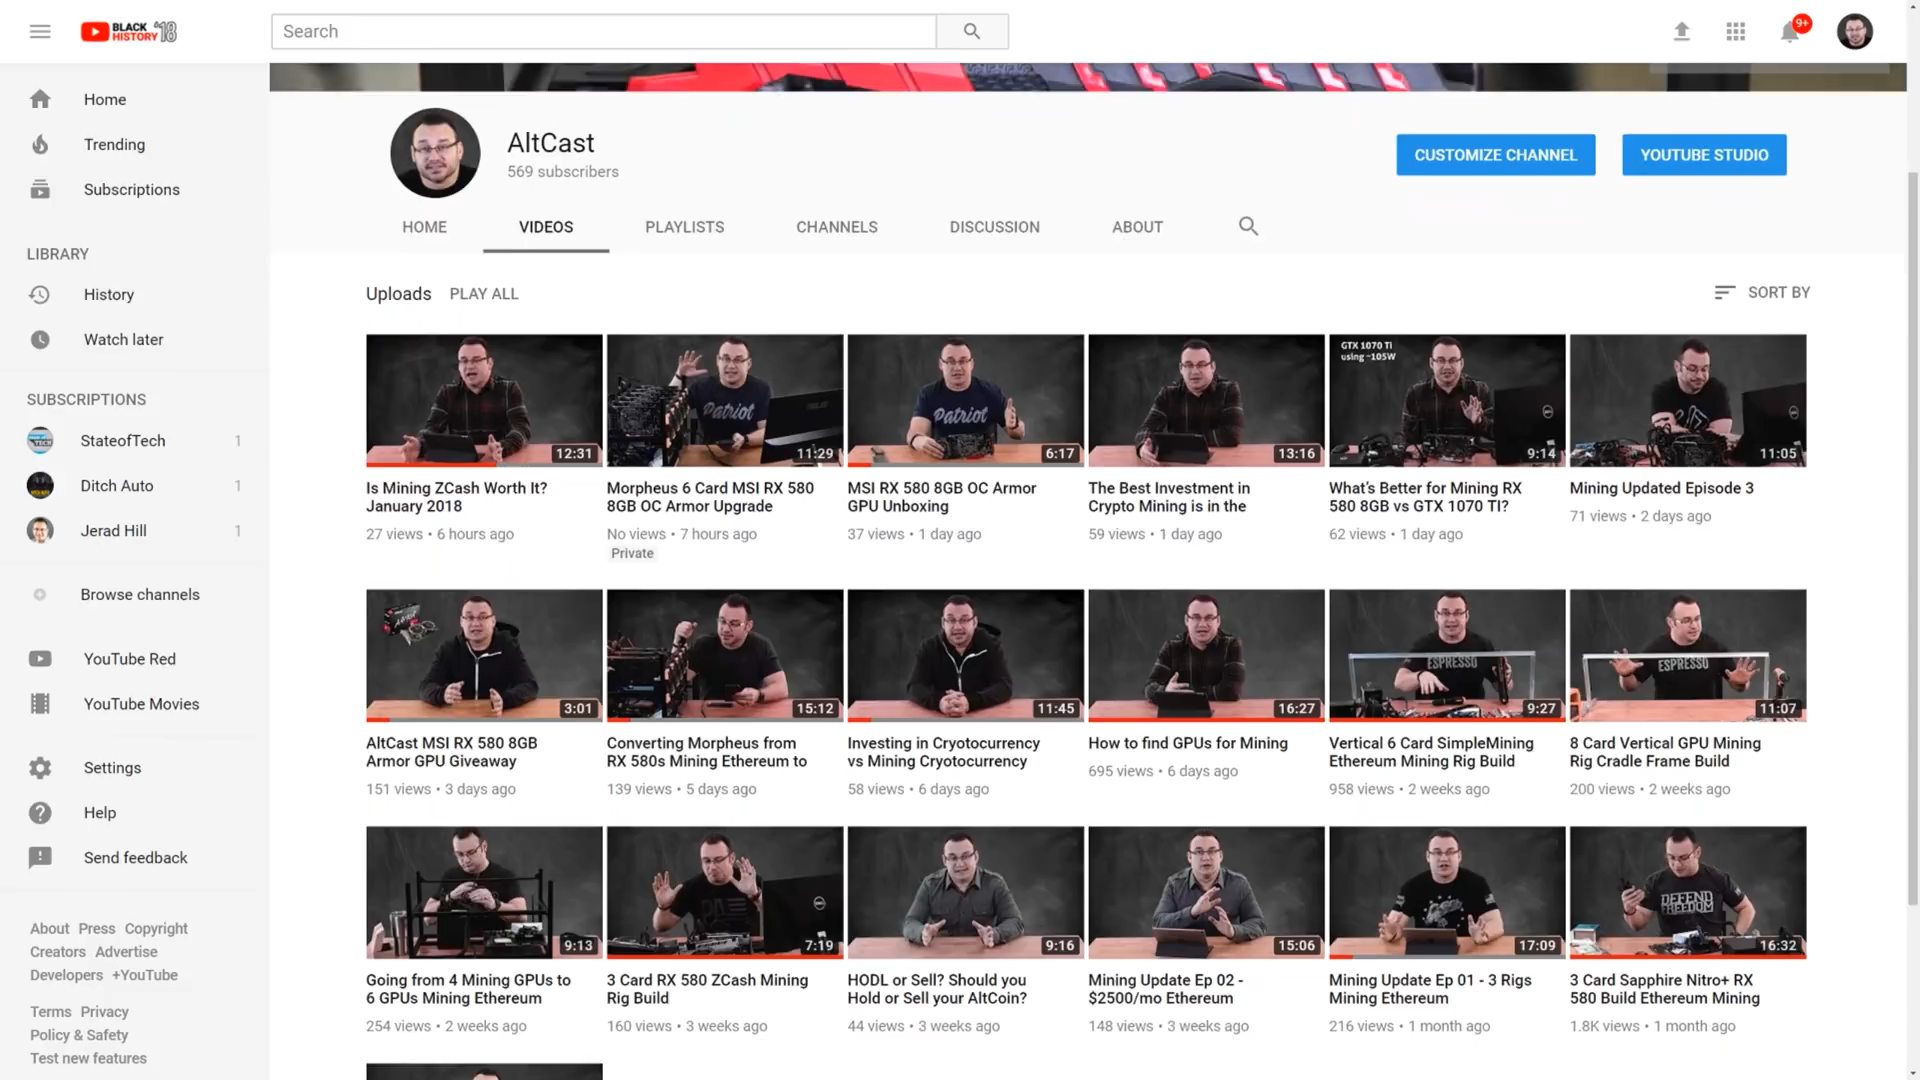 BLACK
HISTORY '18
Search
9+
Home
Trending
Subscriptions
LIBRARY
History
Watch later
SUBSCRIPTIONS
StateofTech 1
Ditch Auto 1
Jerad Hill 1
Browse channels
YouTube Red
YouTube Movies
Settings
Help
Send feedback
About Press Copyright
Creators Advertise
Developers +YouTube
Terms Privacy
Policy & Safety
Test new features
AltCast
569 subscribers
CUSTOMIZE CHANNEL
YOUTUBE STUDIO
HOME VIDEOS PLAYLISTS CHANNELS DISCUSSION ABOUT
Uploads PLAY ALL
SORT BY
12:31
Is Mining ZCash Worth It?
January 2018
27 views • 6 hours ago
Patriot
11:29
Morpheus 6 Card MSI RX 580
8GB OC Armor Upgrade
No views • 7 hours ago
Private
Patriot
6:17
MSI RX 580 8GB OC Armor
GPU Unboxing
37 views • 1 day ago
13:16
The Best Investment in
Crypto Mining is in the
59 views • 1 day ago
GTX 1070 TI
using ~105W
9:14
What's Better for Mining RX
580 8GB vs GTX 1070 TI?
62 views • 1 day ago
11:05
Mining Updated Episode 3
71 views • 2 days ago
3:01
AltCast MSI RX 580 8GB
Armor GPU Giveaway
151 views • 3 days ago
15:12
Converting Morpheus from
RX 580s Mining Ethereum to
139 views • 5 days ago
11:45
Investing in Cryotocurrency
vs Mining Cryotocurrency
58 views • 6 days ago
16:27
How to find GPUs for Mining
695 views • 6 days ago
ESPRESSO
9:27
Vertical 6 Card SimpleMining
Ethereum Mining Rig Build
958 views • 2 weeks ago
ESPRESSO
11:07
8 Card Vertical GPU Mining
Rig Cradle Frame Build
200 views • 2 weeks ago
9:13
Going from 4 Mining GPUs to
6 GPUs Mining Ethereum
254 views • 2 weeks ago
7:19
3 Card RX 580 ZCash Mining
Rig Build
160 views • 3 weeks ago
9:16
HODL or Sell? Should you
Hold or Sell your AltCoin?
44 views • 3 weeks ago
15:06
Mining Update Ep 02 -
$2500/mo Ethereum
148 views • 3 weeks ago
17:09
Mining Update Ep 01 - 3 Rigs
Mining Ethereum
216 views • 1 month ago
DEFEND
FREEDOM
16:32
3 Card Sapphire Nitro+ RX
580 Build Ethereum Mining
1.8K views • 1 month ago